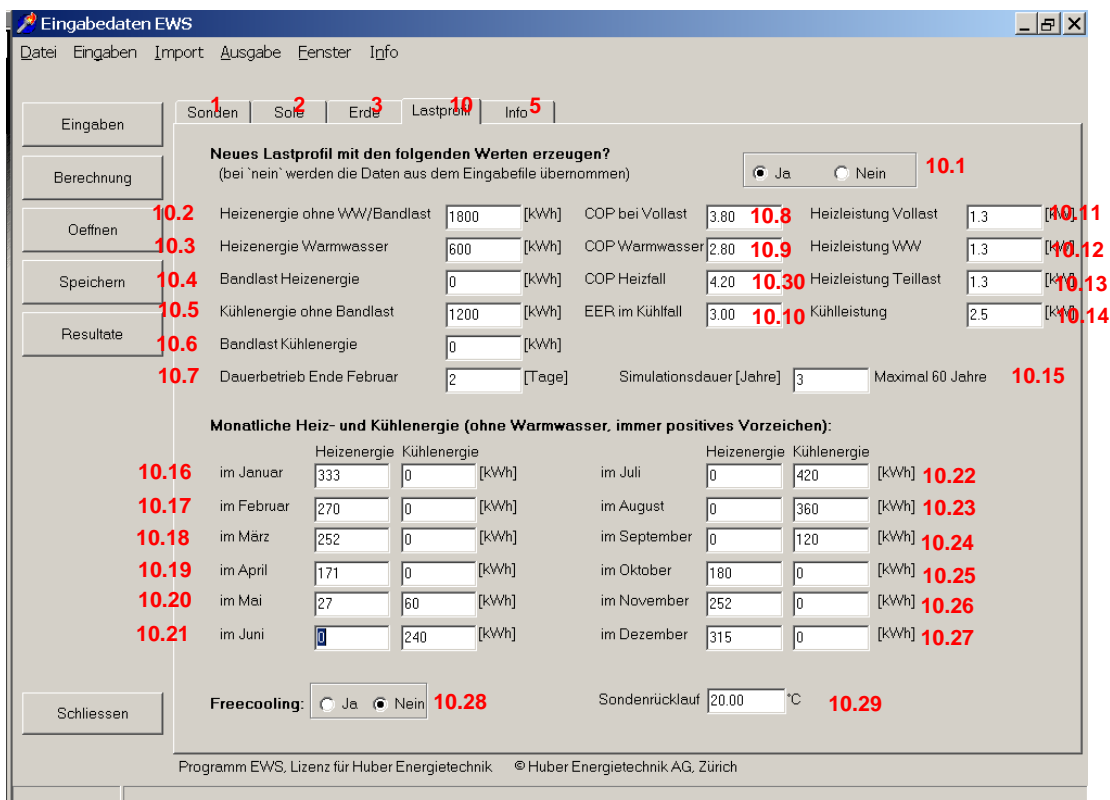 Eingabedaten EWS
Datei Eingaben Import Ausgabe Fenster Info
Eingaben
Berechnung
Oeffnen
Speichern
Resultate
Schliessen
Sonden 1 Sole 2 Erde 3 Lastprofil 10 Info 5
Neues Lastprofil mit den folgenden Werten erzeugen?
(bei `nein` werden die Daten aus dem Eingabefile übernommen)
Ja Nein 10.1
10.2 Heizenergie ohne WW/Bandlast 1800 [kWh] COP bei Vollast 3.80 10.8 Heizleistung Vollast 1.3 [kW] 10.11
10.3 Heizenergie Warmwasser 600 [kWh] COP Warmwasser 2.80 10.9 Heizleistung WW 1.3 [kW] 10.12
10.4 Bandlast Heizenergie 0 [kWh] COP Heizfall 4.20 10.30 Heizleistung Teillast 1.3 [kW] 10.13
10.5 Kühlenergie ohne Bandlast 1200 [kWh] EER im Kühlfall 3.00 10.10 Kühlleistung 2.5 [kW] 10.14
10.6 Bandlast Kühlenergie 0 [kWh]
10.7 Dauerbetrieb Ende Februar 2 [Tage] Simulationsdauer [Jahre] 3 Maximal 60 Jahre 10.15
Monatliche Heiz- und Kühlenergie (ohne Warmwasser, immer positives Vorzeichen):
Heizenergie Kühlenergie Heizenergie Kühlenergie
10.16 im Januar 333 0 [kWh] im Juli 0 420 [kWh] 10.22
10.17 im Februar 270 0 [kWh] im August 0 360 [kWh] 10.23
10.18 im März 252 0 [kWh] im September 0 120 [kWh] 10.24
10.19 im April 171 0 [kWh] im Oktober 180 0 [kWh] 10.25
10.20 im Mai 27 60 [kWh] im November 252 0 [kWh] 10.26
10.21 im Juni 0 240 [kWh] im Dezember 315 0 [kWh] 10.27
Freecooling: Ja Nein 10.28 Sondenrücklauf 20.00 °C 10.29
Programm EWS, Lizenz für Huber Energietechnik © Huber Energietechnik AG, Zürich